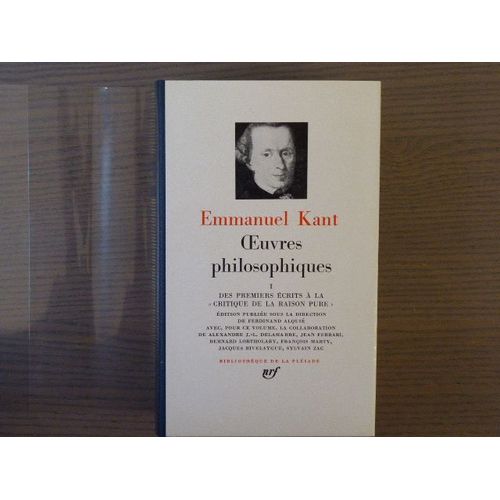 Emmanuel Kant
Œuvres
philosophiques
I
DES PREMIERS ÉCRITS À LA
« CRITIQUE DE LA RAISON PURE »
ÉDITION PUBLIÉE SOUS LA DIRECTION
DE FERDINAND ALQUIÉ
AVEC, POUR CE VOLUME, LA COLLABORATION
DE ALEXANDRE J.-L. DELAMARRE, JEAN FERRARI,
BERNARD LORTHOLARY, FRANÇOIS MARTY,
JACQUES RIVELAYGUE, SYLVAIN ZAC
BIBLIOTHÈQUE DE LA PLÉIADE
nrf